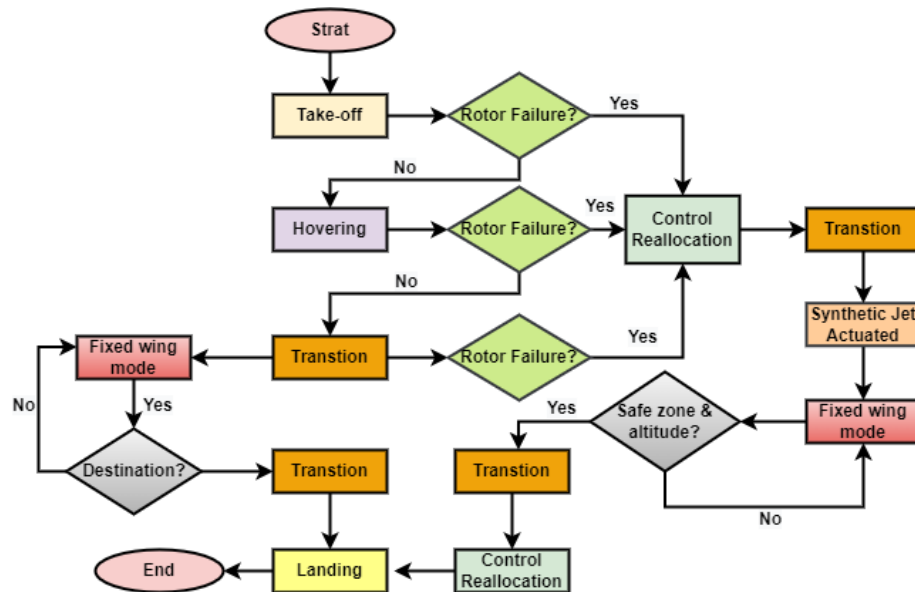 Strat
Take-off
Rotor Failure?
Yes
No
Hovering
Rotor Failure?
Yes
Control
Reallocation
Transtion
No
Synthetic Jet
Actuated
Fixed wing
mode
Transtion
Rotor Failure?
Yes
No
Yes
Yes
Safe zone &
altitude?
Fixed wing
mode
Destination?
Transtion
Transtion
No
End
Landing
Control
Reallocation